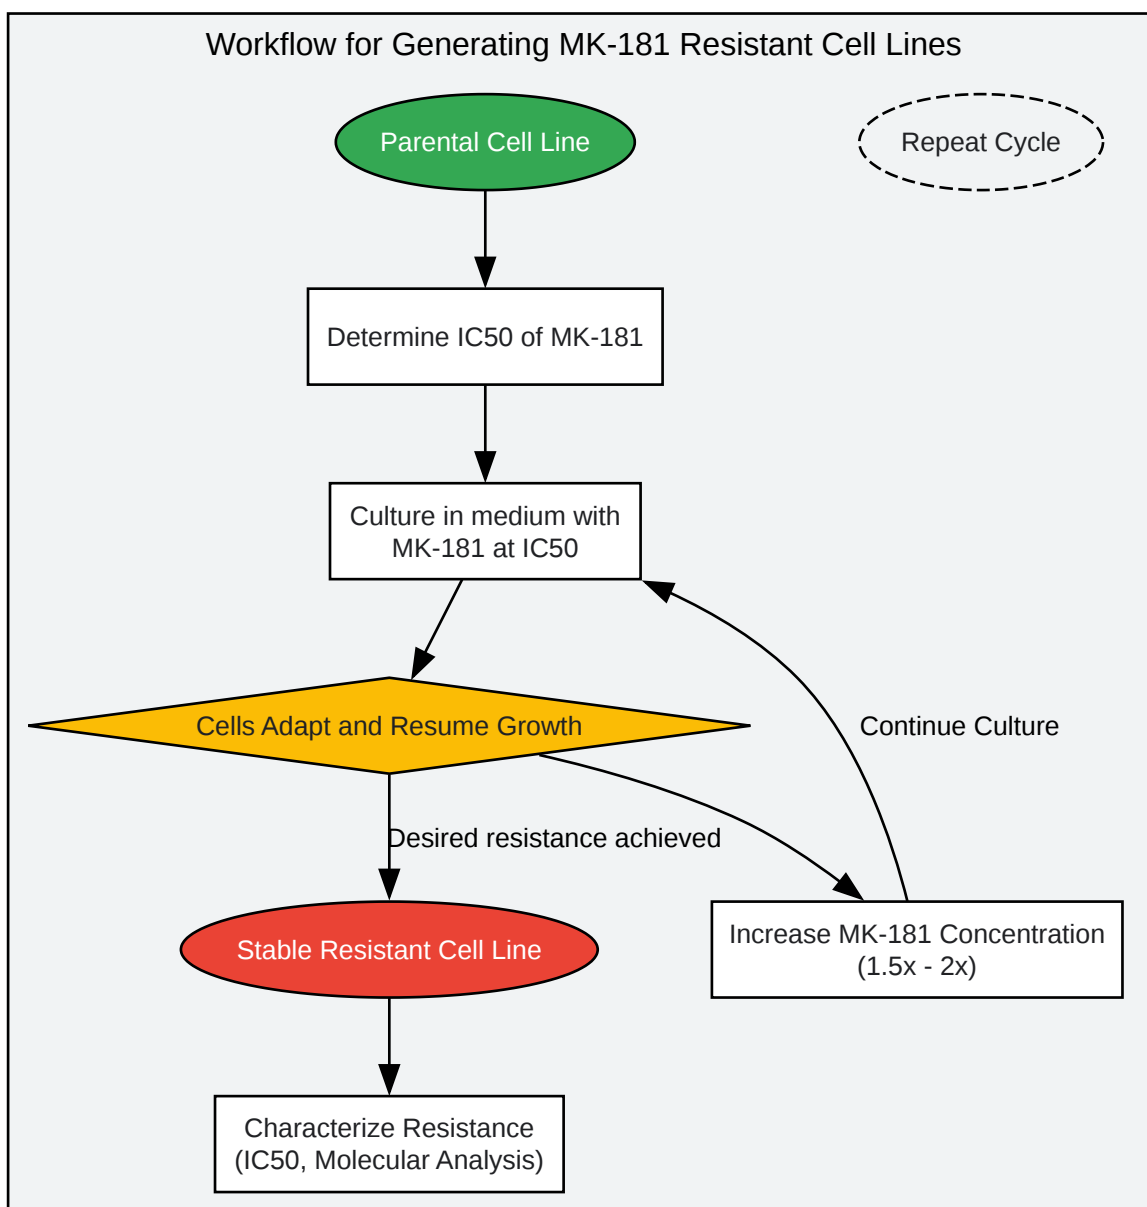 Workflow for Generating MK-181 Resistant Cell Lines
Parental Cell Line
Repeat Cycle
Determine IC50 of MK-181
Culture in medium with
MK-181 at IC50
Cells Adapt and Resume Growth
Continue Culture
Desired resistance achieved
Stable Resistant Cell Line
Increase MK-181 Concentration
(1.5x - 2x)
Characterize Resistance
(IC50, Molecular Analysis)